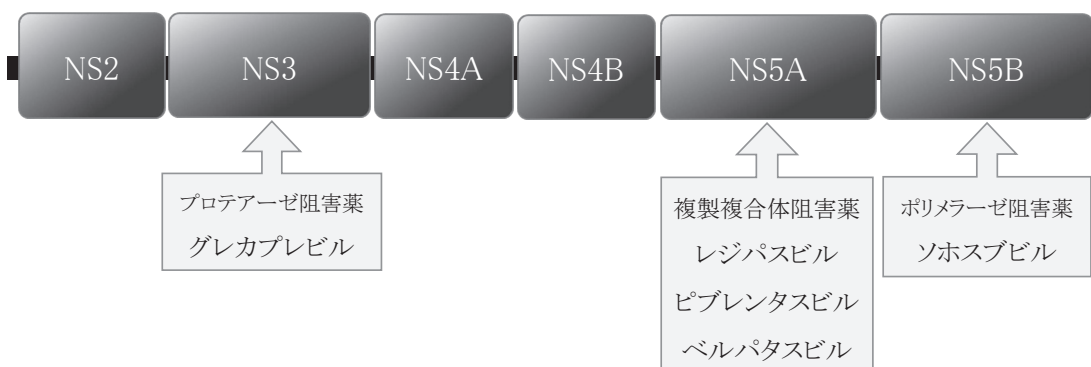 NS2 NS3 NS4A NS4B NS5A NS5B
プロテアーゼ阻害薬
グレカプレビル
複製複合体阻害薬
レジパスビル
ピブレンタスビル
ベルパタスビル
ポリメラーゼ阻害薬
ソホスブビル